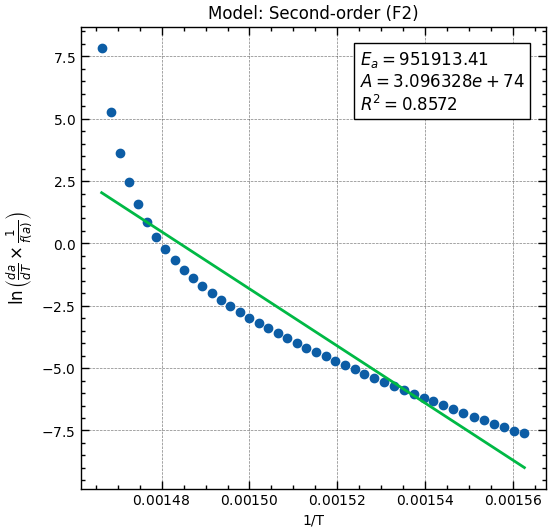 Model: Second-order (F2)
E_a = 951913.41
A = 3.096328e + 74
R^2 = 0.8572
7.5
5.0
2.5
0.0
−2.5
−5.0
−7.5
ln(da/dT × 1/f(a))
0.00148 0.00150 0.00152 0.00154 0.00156
1/T